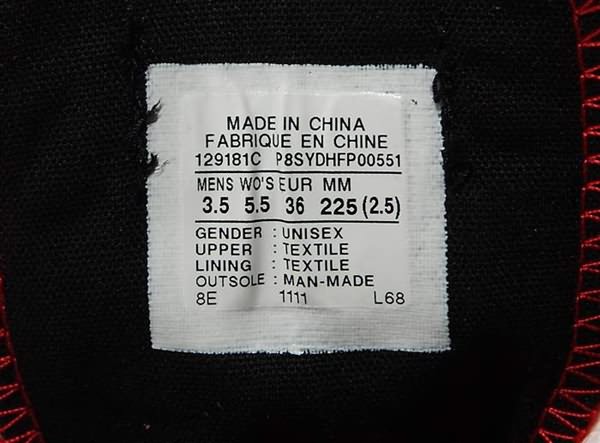 MADE IN CHINA
FABRIQUE EN CHINE
129181C P8SYDHFP00551
MENS WO'S EUR MM
3.5 5.5 36 225 (2.5)
GENDER : UNISEX
UPPER : TEXTILE
LINING : TEXTILE
OUTSOLE : MAN-MADE
8E 1111 L68